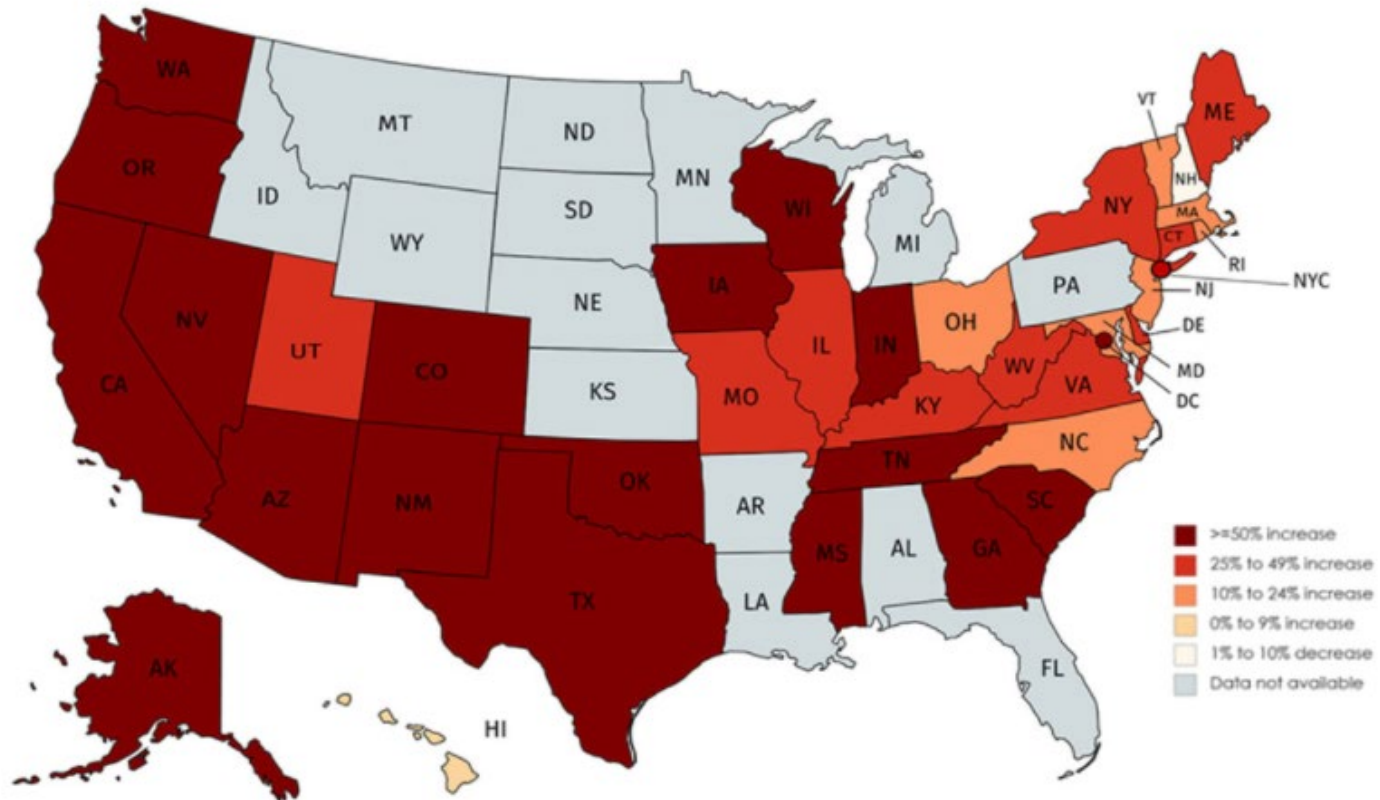 WA
MT
ND
MN
OR
ID
WY
SD
WI
MI
VT
ME
NH
NY
MA
CT
RI
NYC
PA
NJ
DE
MD
DC
NE
IA
NV
UT
CO
KS
IL
IN
OH
WV
VA
CA
MO
KY
NC
AZ
NM
OK
AR
TN
SC
MS
AL
GA
TX
LA
FL
AK
HI
>=50% increase
25% to 49% increase
10% to 24% increase
0% to 9% increase
1% to 10% decrease
Data not available